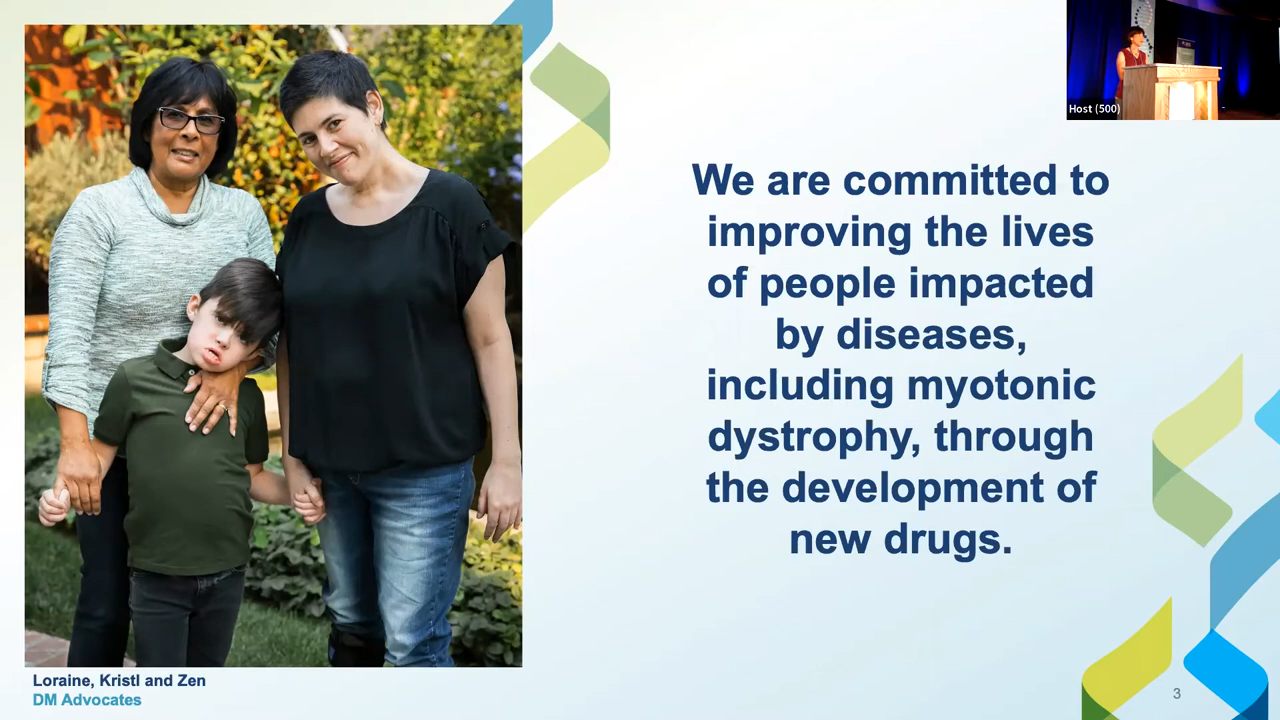 Host (500)
We are committed to
improving the lives
of people impacted
by diseases,
including myotonic
dystrophy, through
the development of
new drugs.
Loraine, Kristl and Zen
DM Advocates
3